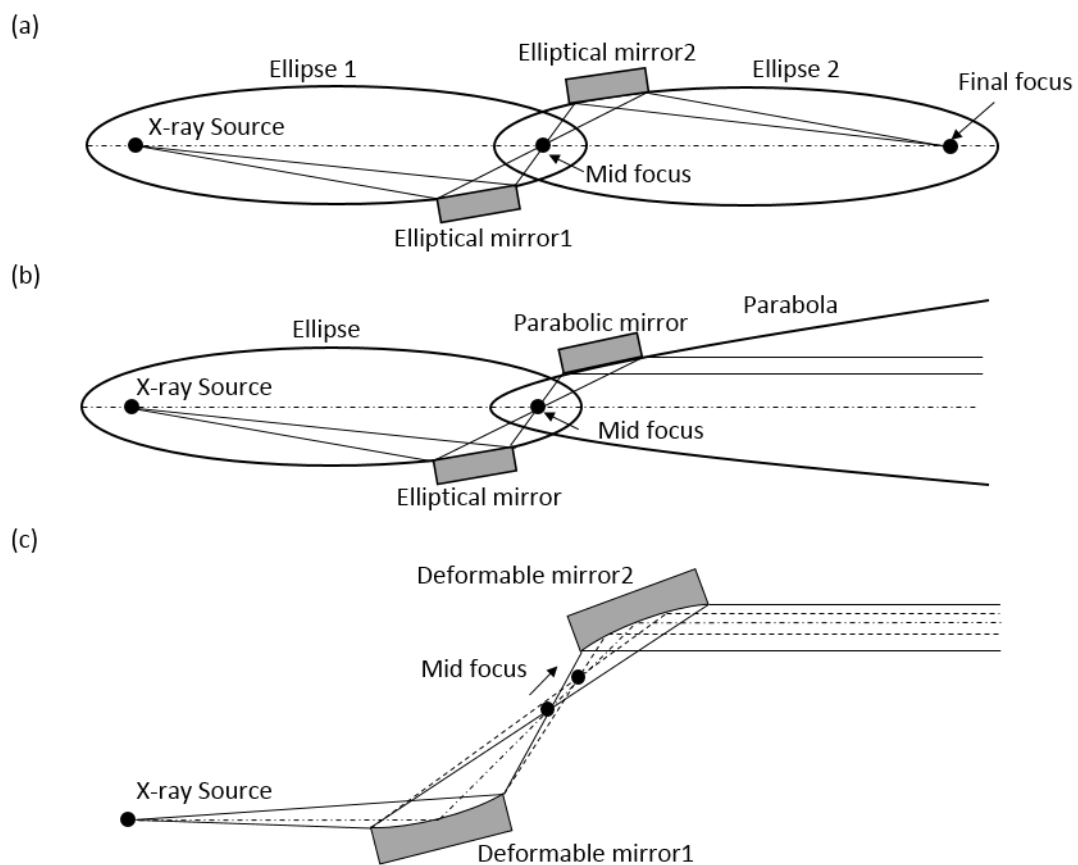 (a)
Elliptical mirror2
Ellipse 1
Ellipse 2
Final focus
X-ray Source
Mid focus
Elliptical mirror1
(b)
Parabola
Ellipse
Parabolic mirror
X-ray Source
Mid focus
Elliptical mirror
(c)
Deformable mirror2
Mid focus
X-ray Source
Deformable mirror1